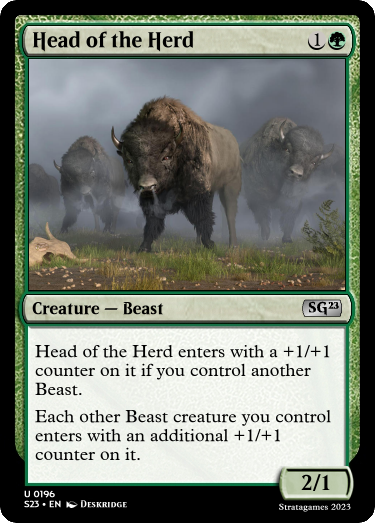 Head of the Herd 1
Creature — Beast SG23
Head of the Herd enters with a +1/+1
counter on it if you control another
Beast.
Each other Beast creature you control
enters with an additional +1/+1
counter on it.
2/1
U 0196
S23 • EN DESKRIDGE
Stratagames 2023